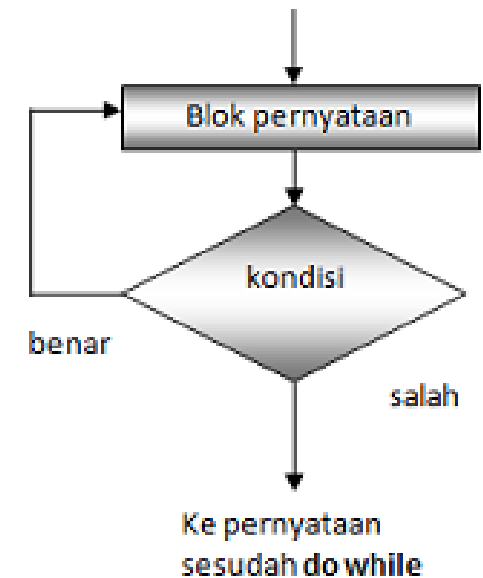 Blok pernyataan
kondisi
benar
salah
Ke pernyataan
sesudah do while